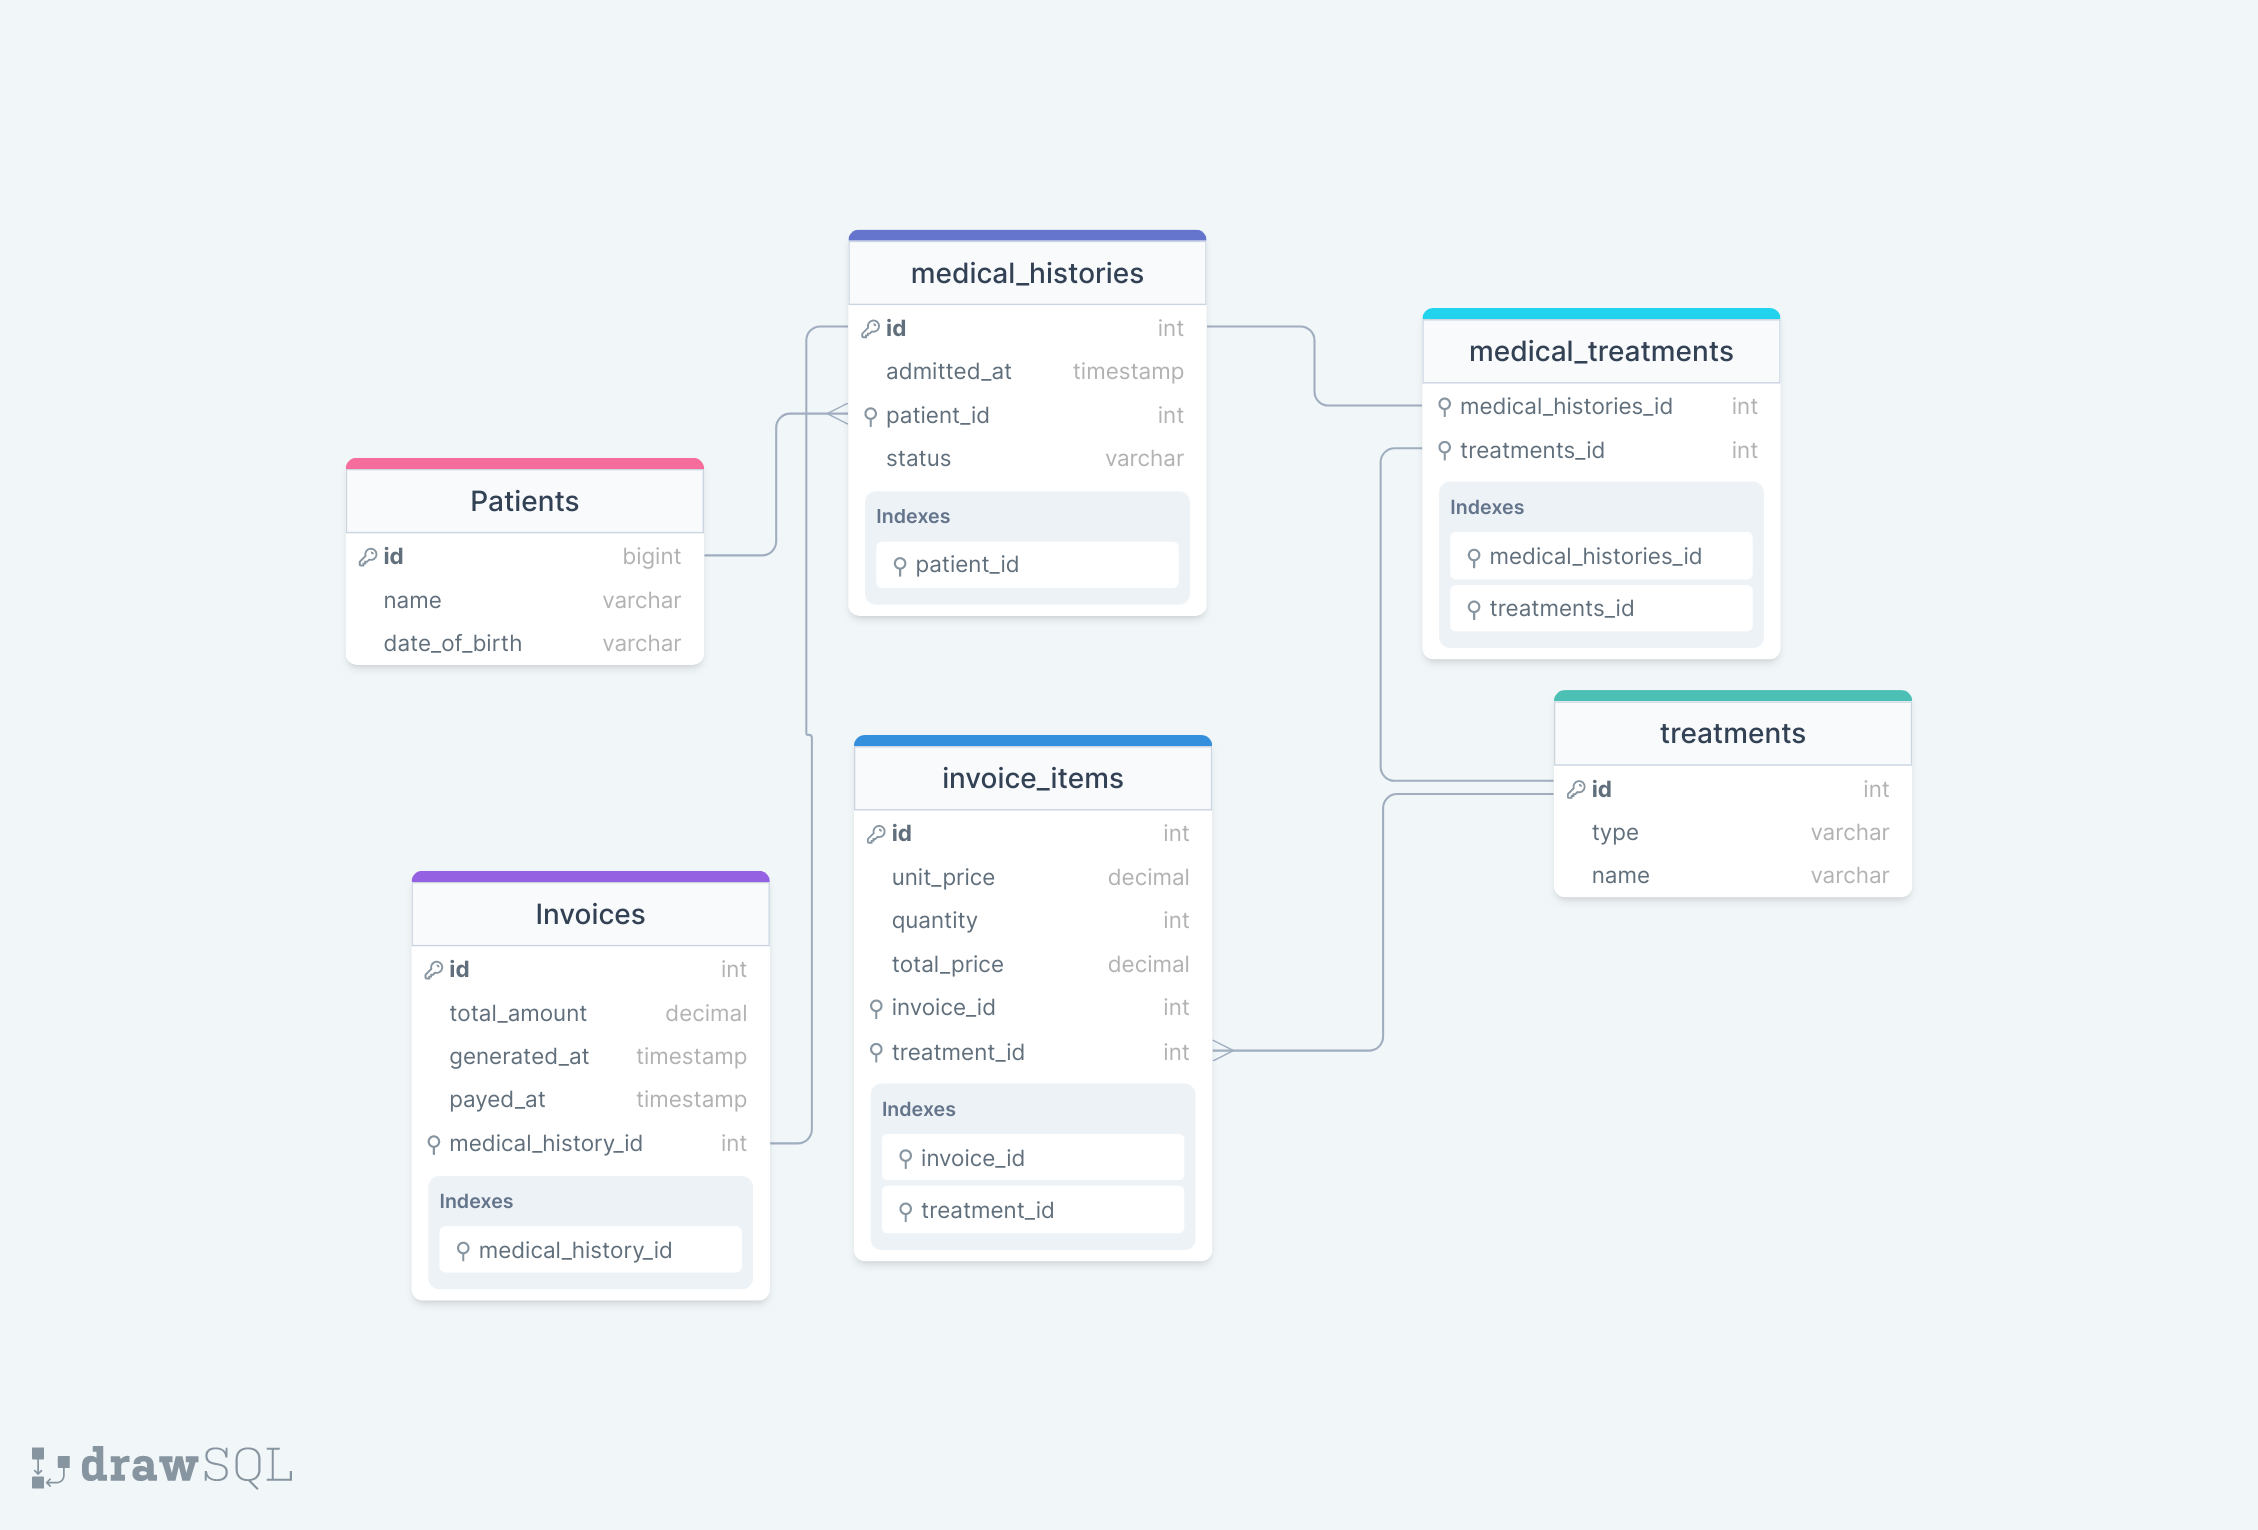 medical_histories
id int
admitted_at timestamp
patient_id int
status varchar
Indexes
patient_id
medical_treatments
medical_histories_id int
treatments_id int
Indexes
medical_histories_id
treatments_id
Patients
id bigint
name varchar
date_of_birth varchar
treatments
id int
type varchar
name varchar
invoice_items
id int
unit_price decimal
quantity int
total_price decimal
invoice_id int
treatment_id int
Indexes
invoice_id
treatment_id
Invoices
id int
total_amount decimal
generated_at timestamp
payed_at timestamp
medical_history_id int
Indexes
medical_history_id
drawSQL